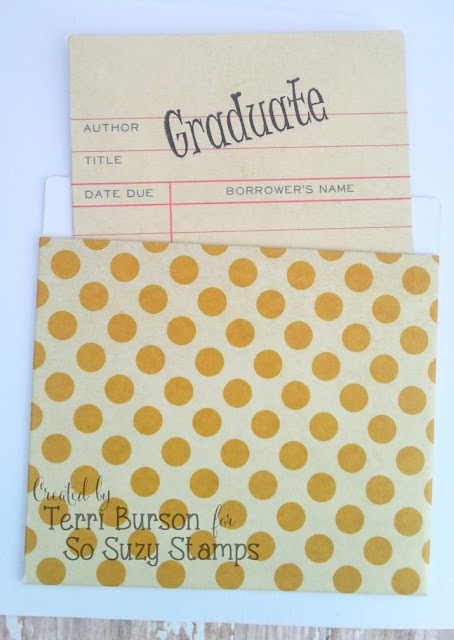 Graduate
AUTHOR
TITLE
DATE DUE BORROWER'S NAME
Created by
Terri Burson for
So Suzy Stamps